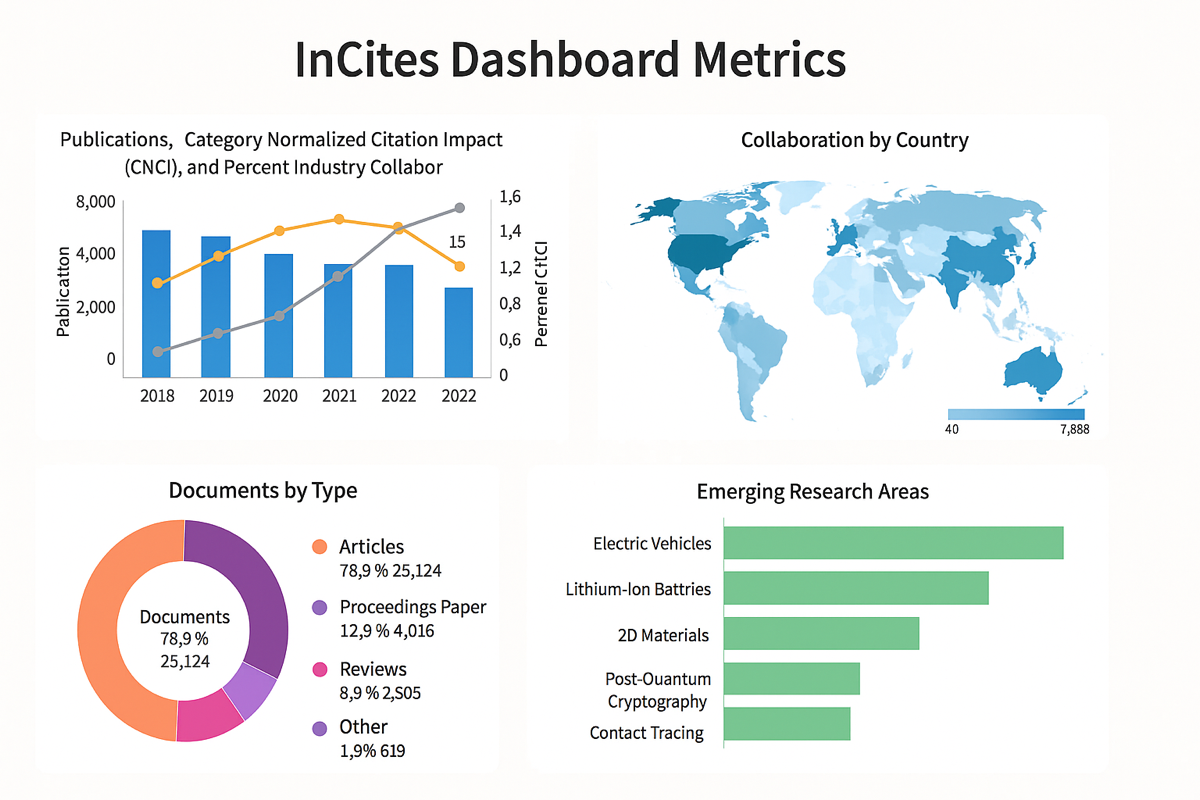 InCites Dashboard Metrics
Publications, Category Normalized Citation Impact
(CNCI), and Percent Industry Collabor
8,000
4,000
2,000
0
Pablicatton
1,6
1,4
1,2
0,8
0,6
0
15
2018
2019
2020
2021
2022
2022
Collaboration by Country
40
7,888
Documents by Type
Documents
78,9 %
25,124
Articles
78,9 % 25,124
Proceedings Paper
12,9 % 4,016
Reviews
8,9 % 2,S05
Other
1,9% 619
Emerging Research Areas
Electric Vehicles
Lithium-Ion Battries
2D Materials
Post-Ouantum
Cryptography
Contact Tracing